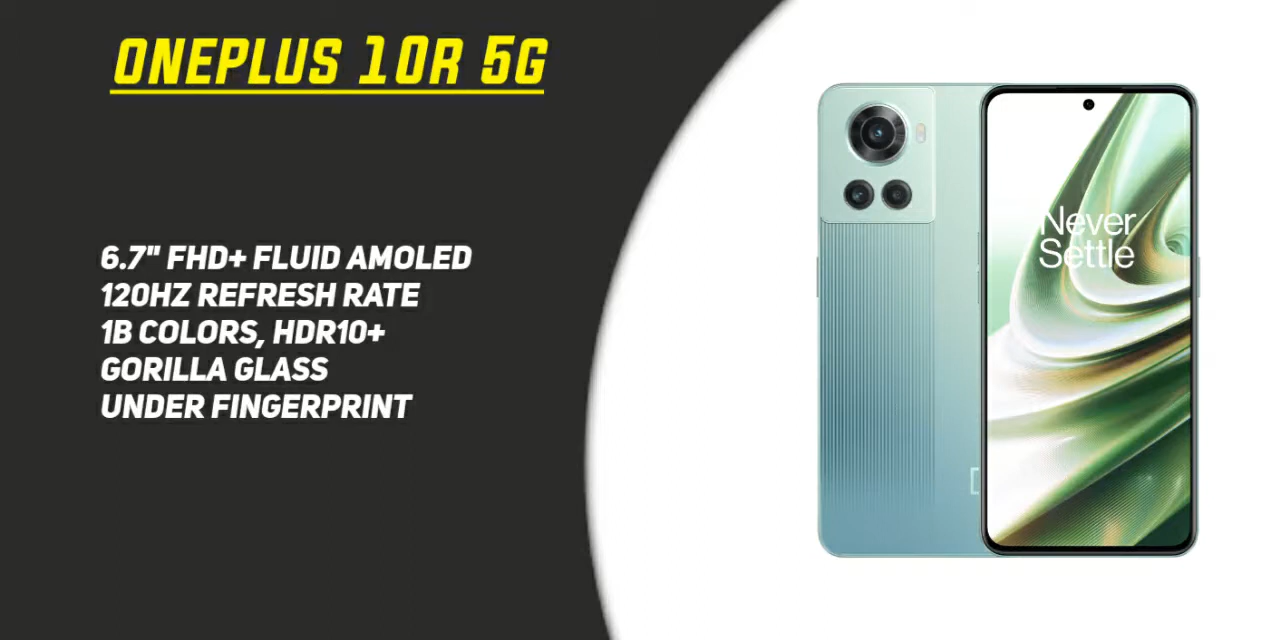 ONEPLUS 10R 5G
6.7" FHD+ FLUID AMOLED
120HZ REFRESH RATE
1B COLORS, HDR10+
GORILLA GLASS
UNDER FINGERPRINT
Never
Settle